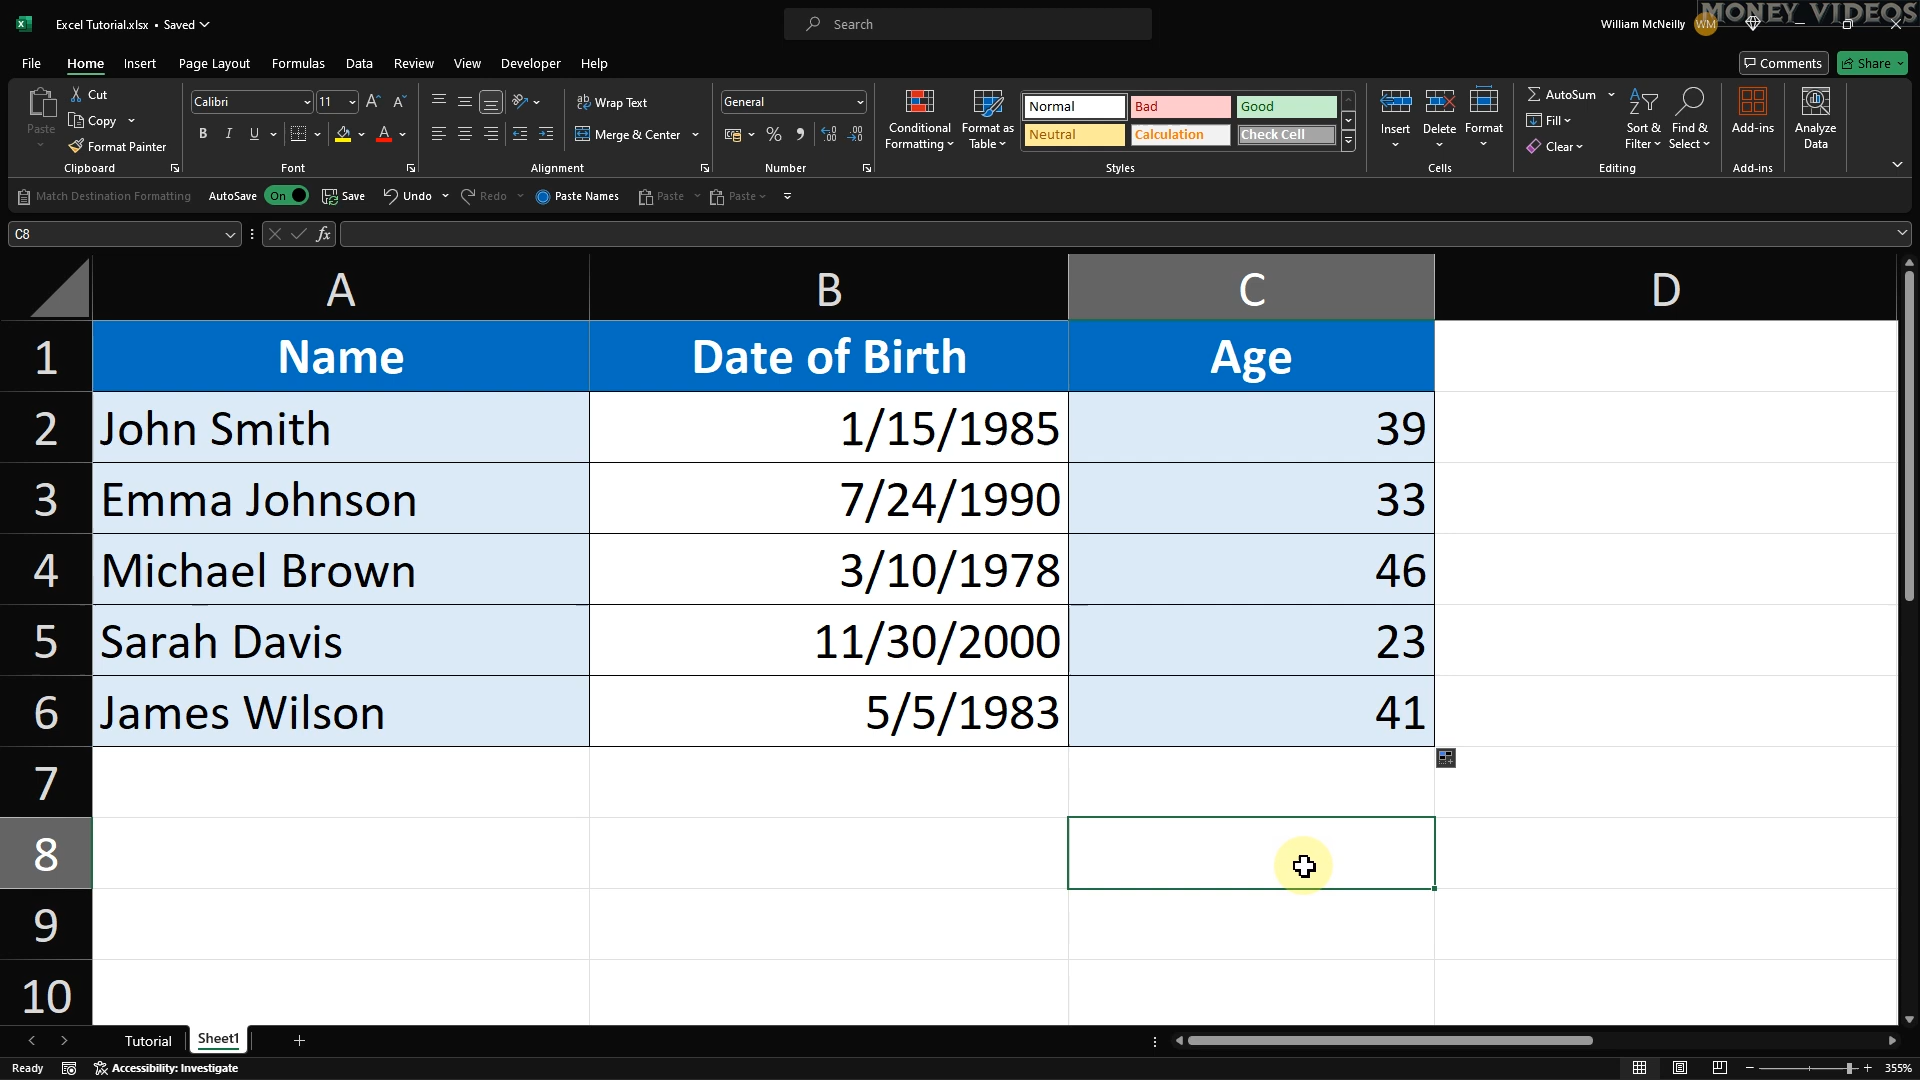 Excel Tutorial.xlsx • Saved
Search
William McNeilly
WM
MONEY VIDEOS
File Home Insert Page Layout Formulas Data Review View Developer Help
Comments Share
Paste
Cut
Copy
Format Painter
Clipboard
Calibri 11
B I U
Font
Wrap Text
Merge & Center
Alignment
General
Number
Conditional Formatting
Format as Table
Normal Bad Good
Neutral Calculation Check Cell
Styles
Insert Delete Format
Cells
AutoSum
Fill
Clear
Sort & Filter
Find & Select
Editing
Add-ins
Add-ins
Analyze Data
Match Destination Formatting AutoSave On Save Undo Redo Paste Names Paste Paste
C8 fx
A B C D
1 Name Date of Birth Age
2 John Smith 1/15/1985 39
3 Emma Johnson 7/24/1990 33
4 Michael Brown 3/10/1978 46
5 Sarah Davis 11/30/2000 23
6 James Wilson 5/5/1983 41
7
8
9
10
Tutorial Sheet1
Ready Accessibility: Investigate 355%